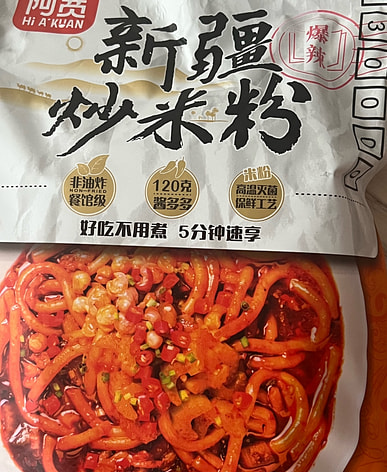 阿宽
Hi A'KUAN
新疆
炒米粉
爆辣
非油炸
NON-FRIED
餐馆级
120克
酱多多
米粉
高温灭菌
保鲜工艺
好吃不用煮 5分钟速享